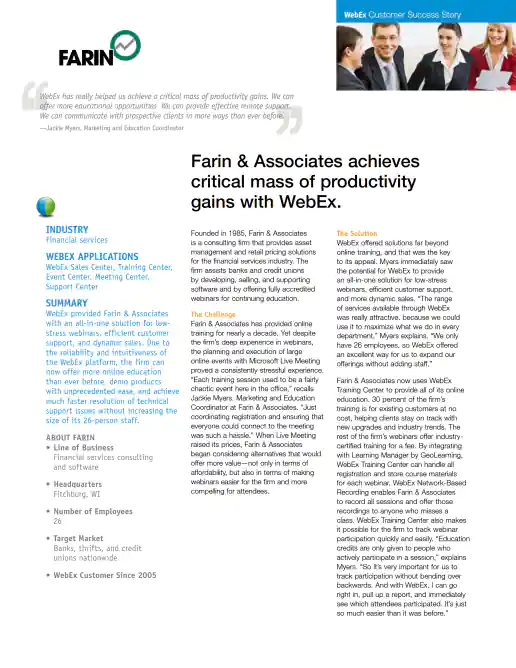 WebEx Customer Success Story
FARIN
WebEx has really helped us achieve a critical mass of productivity gains. We can
offer more educational opportunities. We can provide effective remote support.
We can communicate with prospective clients in more ways than ever before.
—Jackie Myers, Marketing and Education Coordinator
Farin & Associates achieves
critical mass of productivity
gains with WebEx.
INDUSTRY
Financial services
WEBEX APPLICATIONS
WebEx Sales Center, Training Center,
Event Center, Meeting Center,
Support Center
SUMMARY
WebEx provided Farin & Associates
with an all-in-one solution for low-
stress webinars, efficient customer
support, and dynamic sales. Due to
the reliability and intuitiveness of
the WebEx platform, the firm can
now offer more online education
than ever before, demo products
with unprecedented ease, and achieve
much faster resolution of technical
support issues without increasing the
size of its 26-person staff.
ABOUT FARIN
• Line of Business
Financial services consulting
and software
• Headquarters
Fitchburg, WI
• Number of Employees
26
• Target Market
Banks, thrifts, and credit
unions nationwide
• WebEx Customer Since 2005
Founded in 1985, Farin & Associates
is a consulting firm that provides asset
management and retail pricing solutions
for the financial services industry. The
firm assists banks and credit unions
by developing, selling, and supporting
software and by offering fully accredited
webinars for continuing education.
The Challenge
Farin & Associates has provided online
training for nearly a decade. Yet despite
the firm's deep experience in webinars,
the planning and execution of large
online events with Microsoft Live Meeting
proved a consistently stressful experience.
“Each training session used to be a fairly
chaotic event here in the office,” recalls
Jackie Myers, Marketing and Education
Coordinator at Farin & Associates, “Just
coordinating registration and ensuring that
everyone could connect to the meeting
was such a hassle.” When Live Meeting
raised its prices, Farin & Associates
began considering alternatives that would
offer more value—not only in terms of
affordability, but also in terms of making
webinars easier for the firm and more
compelling for attendees.
The Solution
WebEx offered solutions far beyond
online training, and that was the key
to its appeal. Myers immediately saw
the potential for WebEx to provide
an all-in-one solution for low-stress
webinars, efficient customer support,
and more dynamic sales. “The range
of services available through WebEx
was really attractive, because we could
use it to maximize what we do in every
department,” Myers explains. “We only
have 26 employees, so WebEx offered
an excellent way for us to expand our
offerings without adding staff.”
Farin & Associates now uses WebEx
Training Center to provide all of its online
education. 30 percent of the firm's
training is for existing customers at no
cost, helping clients stay on track with
new upgrades and industry trends. The
rest of the firm's webinars offer industry-
certified training for a fee. By integrating
with Learning Manager by GeoLearning,
WebEx Training Center can handle all
registration and store course materials
for each webinar. WebEx Network-Based
Recording enables Farin & Associates
to record all sessions and offer those
recordings to anyone who misses a
class. WebEx Training Center also makes
it possible for the firm to track webinar
participation quickly and easily. “Education
credits are only given to people who
actively participate in a session,” explains
Myers. “So it's very important for us to
track participation without bending over
backwards. And with WebEx, I can go
right in, pull up a report, and immediately
see which attendees participated. It's just
so much easier than it was before.”